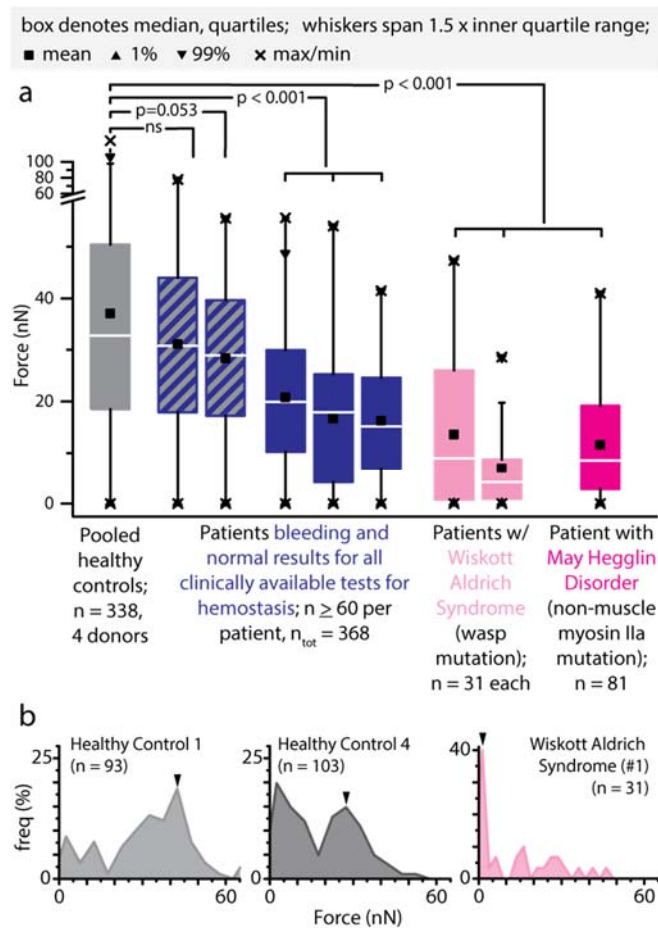 box denotes median, quartiles; whiskers span 1.5 x inner quartile range;
■ mean ▲ 1% ▼ 99% × max/min
a
p < 0.001
p < 0.001
p=0.053
ns
100
80
60
40
20
0
Force (nN)
Pooled
healthy
controls;
n = 338,
4 donors
Patients bleeding and
normal results for all
clinically available tests for
hemostasis; n ≥ 60 per
patient, n_tot = 368
Patients w/
Wiskott
Aldrich
Syndrome
(wasp
mutation);
n = 31 each
Patient with
May Hegglin
Disorder
(non-muscle
myosin IIa
mutation);
n = 81
b
freq (%)
25
0
Healthy Control 1
(n = 93)
0
60
25
0
Healthy Control 4
(n = 103)
0
60
40
0
Wiskott Aldrich
Syndrome (#1)
(n = 31)
0
60
Force (nN)